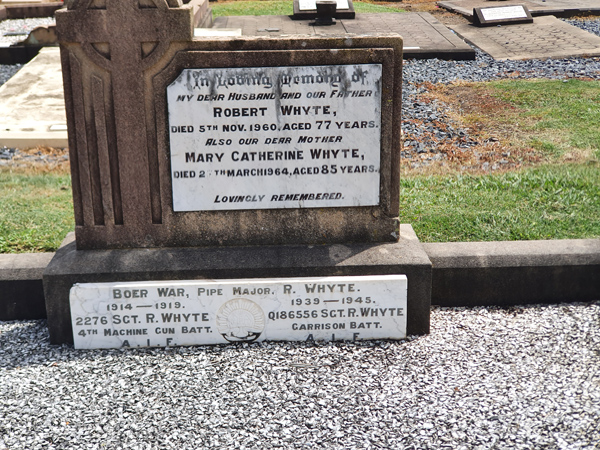 In Loving Memory of
My Dear Husband and our Father
Robert Whyte,
Died 5th Nov. 1960, aged 77 years.
Also our dear Mother
Mary Catherine Whyte,
Died March 1964, aged 85 years.
Lovingly remembered.
Boer War, Pipe Major. R. Whyte.
1914 — 1919.
2276 Sgt. R. Whyte
4th Machine Gun Batt.
A.I.F.
1939 — 1945.
Q186556 Sgt. R. Whyte
Garrison Batt.
A.I.F.